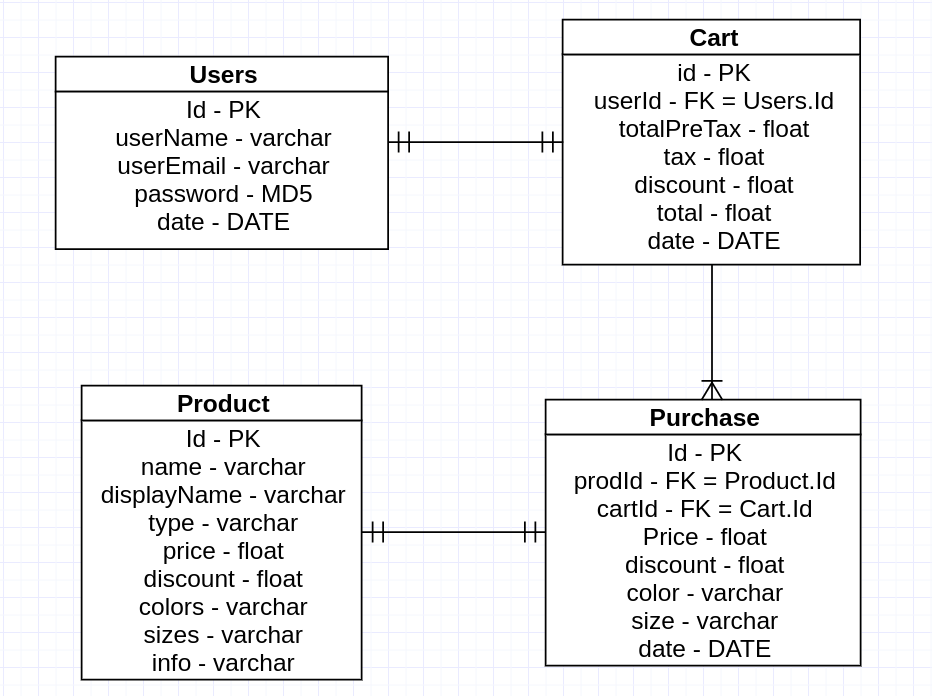 Users
Id - PK
userName - varchar
userEmail - varchar
password - MD5
date - DATE
Cart
id - PK
userId - FK = Users.Id
totalPreTax - float
tax - float
discount - float
total - float
date - DATE
Product
Id - PK
name - varchar
displayName - varchar
type - varchar
price - float
discount - float
colors - varchar
sizes - varchar
info - varchar
Purchase
Id - PK
prodId - FK = Product.Id
cartId - FK = Cart.Id
Price - float
discount - float
color - varchar
size - varchar
date - DATE